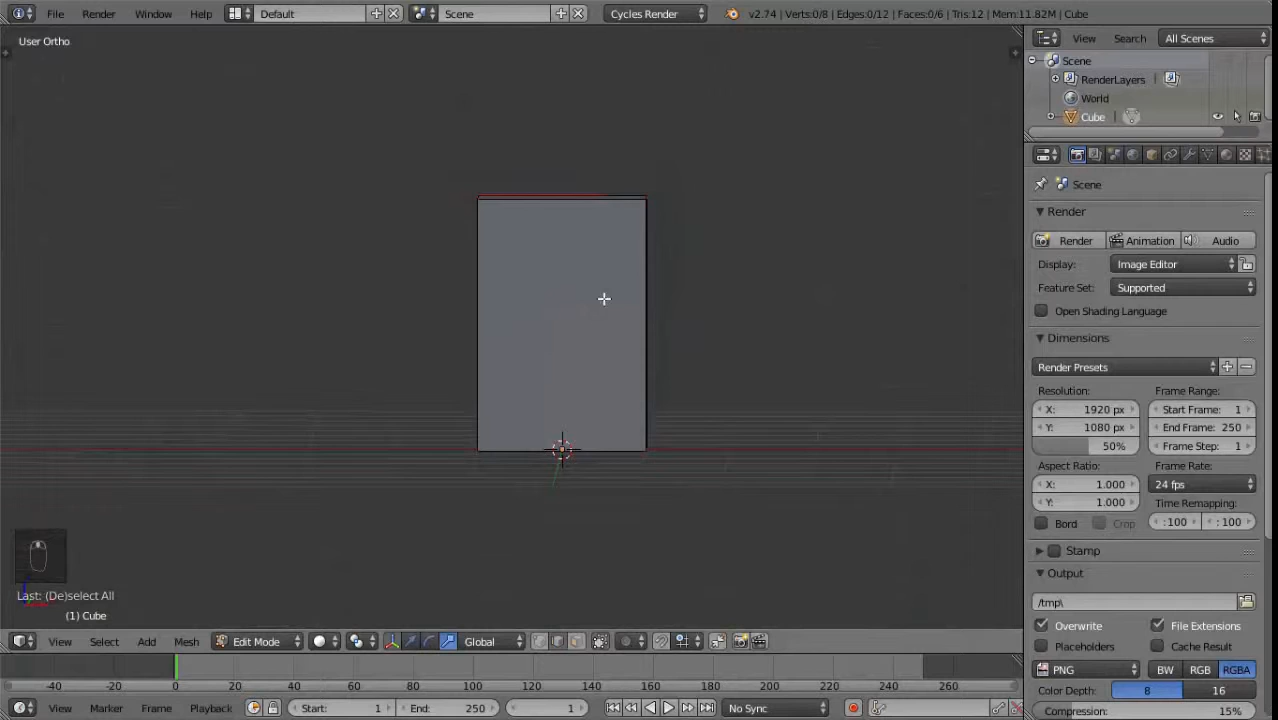 File Render Window Help Default Scene Cycles Render v2.74 | Verts:0/8 | Edges:0/12 | Faces:0/6 | Tris:12 | Mem:11.82M | Cube
User Ortho
View Search All Scenes
Scene
RenderLayers
World
Cube
Scene
Render
Render Animation Audio
Display: Image Editor
Feature Set: Supported
Open Shading Language
Dimensions
Render Presets
Resolution: Frame Range:
X: 1920 px Start Frame: 1
Y: 1080 px End Frame: 250
50% Frame Step: 1
Aspect Ratio: Frame Rate:
X: 1.000 24 fps
Y: 1.000 Time Remapping:
Bord Crop :100 :100
Stamp
Output
/tmp\
Overwrite File Extensions
Placeholders Cache Result
PNG BW RGB RGBA
Color Depth: 8 16
Compression: 15%
Last: (De)select All
(1) Cube
View Select Add Mesh Edit Mode Global
-40 -20 0 20 40 60 80 100 120 140 160 180 200 220 240 260
View Marker Frame Playback Start: 1 End: 250 1 No Sync